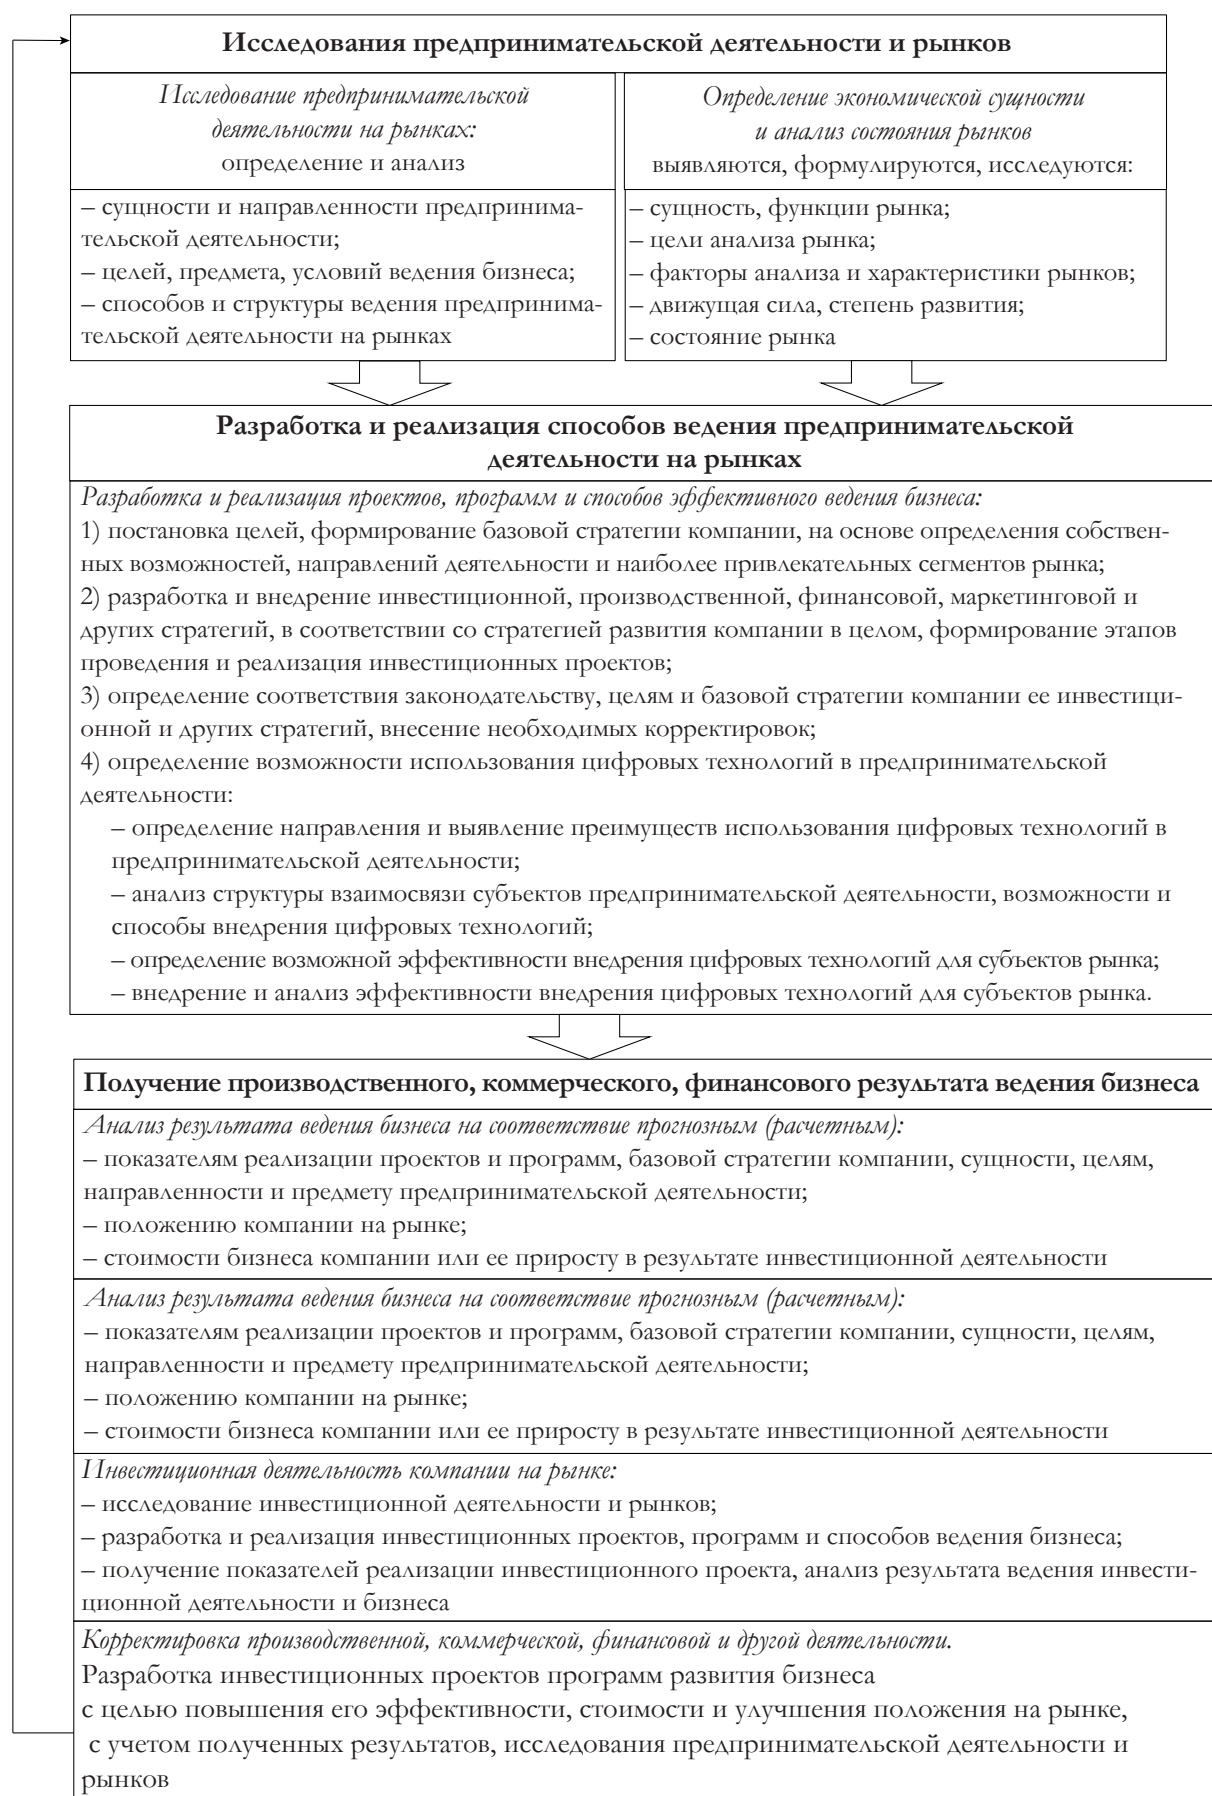 Исследования предпринимательской деятельности и рынков
Исследование предпринимательской
деятельности на рынках:
определение и анализ
Определение экономической сущности
и анализ состояния рынков
выявляются, формулируются, исследуются:
– сущности и направленности предпринима-
тельской деятельности;
– целей, предмета, условий ведения бизнеса;
– способов и структуры ведения предпринима-
тельской деятельности на рынках
– сущность, функции рынка;
– цели анализа рынка;
– факторы анализа и характеристики рынков;
– движущая сила, степень развития;
– состояние рынка
Разработка и реализация способов ведения предпринимательской
деятельности на рынках
Разработка и реализация проектов, программ и способов эффективного ведения бизнеса:
1) постановка целей, формирование базовой стратегии компании, на основе определения собствен-
ных возможностей, направлений деятельности и наиболее привлекательных сегментов рынка;
2) разработка и внедрение инвестиционной, производственной, финансовой, маркетинговой и
других стратегий, в соответствии со стратегией развития компании в целом, формирование этапов
проведения и реализация инвестиционных проектов;
3) определение соответствия законодательству, целям и базовой стратегии компании ее инвестици-
онной и других стратегий, внесение необходимых корректировок;
4) определение возможности использования цифровых технологий в предпринимательской
деятельности:
– определение направления и выявление преимуществ использования цифровых технологий в
предпринимательской деятельности;
– анализ структуры взаимосвязи субъектов предпринимательской деятельности, возможности и
способы внедрения цифровых технологий;
– определение возможной эффективности внедрения цифровых технологий для субъектов рынка;
– внедрение и анализ эффективности внедрения цифровых технологий для субъектов рынка.
Получение производственного, коммерческого, финансового результата ведения бизнеса
Анализ результата ведения бизнеса на соответствие прогнозным (расчетным):
– показателям реализации проектов и программ, базовой стратегии компании, сущности, целям,
направленности и предмету предпринимательской деятельности;
– положению компании на рынке;
– стоимости бизнеса компании или ее приросту в результате инвестиционной деятельности
Анализ результата ведения бизнеса на соответствие прогнозным (расчетным):
– показателям реализации проектов и программ, базовой стратегии компании, сущности, целям,
направленности и предмету предпринимательской деятельности;
– положению компании на рынке;
– стоимости бизнеса компании или ее приросту в результате инвестиционной деятельности
Инвестиционная деятельность компании на рынке:
– исследование инвестиционной деятельности и рынков;
– разработка и реализация инвестиционных проектов, программ и способов ведения бизнеса;
– получение показателей реализации инвестиционного проекта, анализ результата ведения инвести-
ционной деятельности и бизнеса
Корректировка производственной, коммерческой, финансовой и другой деятельности.
Разработка инвестиционных проектов программ развития бизнеса
с целью повышения его эффективности, стоимости и улучшения положения на рынке,
с учетом полученных результатов, исследования предпринимательской деятельности и
рынков